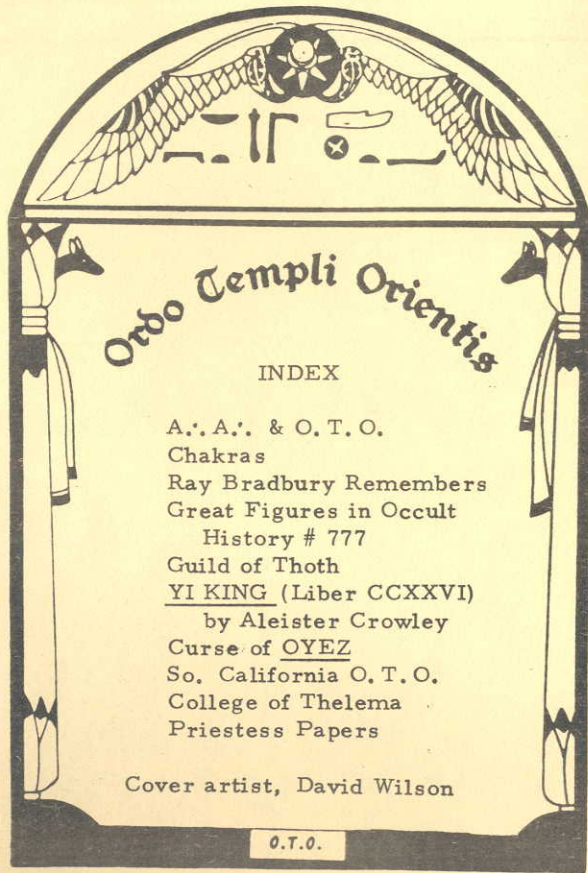 Ordo Templi Orientis
INDEX
A∴A∴ & O. T. O.
Chakras
Ray Bradbury Remembers
Great Figures in Occult
History # 777
Guild of Thoth
YI KING (Liber CCXXVI)
by Aleister Crowley
Curse of OYEZ
So. California O. T. O.
College of Thelema
Priestess Papers
Cover artist, David Wilson
O.T.O.